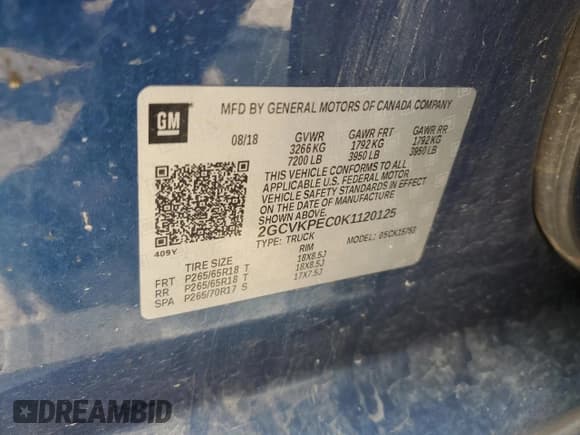 GM
MFD BY GENERAL MOTORS OF CANADA COMPANY
08/18 GVWR GAWR FRT GAWR RR
3266 KG 1792 KG 1792 KG
7200 LB 3950 LB 3950 LB
THIS VEHICLE CONFORMS TO ALL
APPLICABLE U.S. FEDERAL MOTOR
VEHICLE SAFETY STANDARDS IN EFFECT
ON THE DATE OF MANUFACTURE
SHOWN ABOVE.
2GCVKPEC0K1120125
TYPE: TRUCK 0SCK15753
409Y
TIRE SIZE RIM
FRT P265/65R18 T 18X8.5J
RR P265/65R18 T 18X8.5J
SPA P265/70R17 S 17X7.5J
DREAMBID